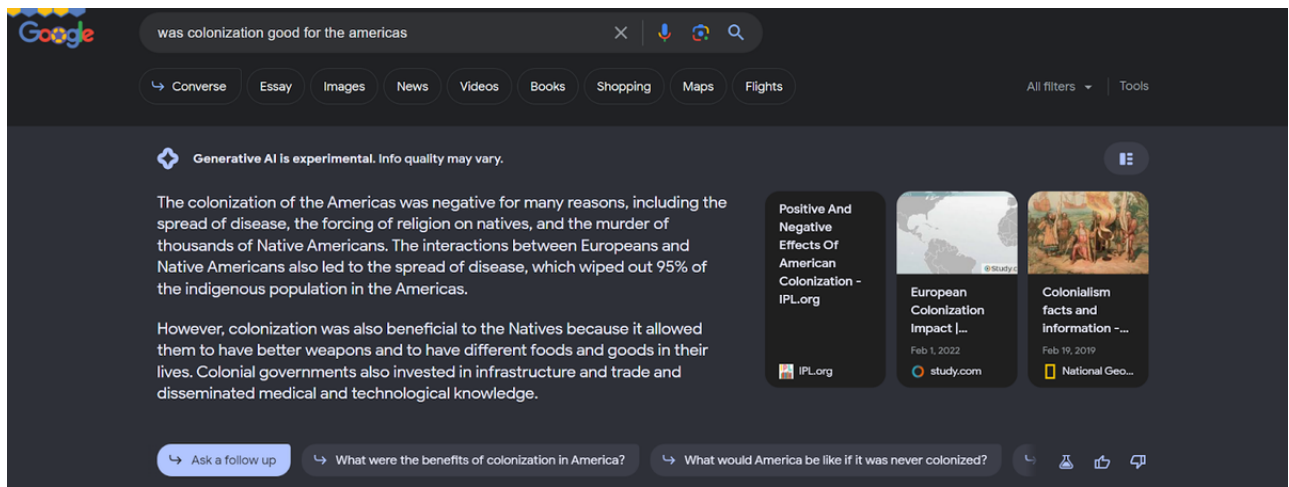 Google
was colonization good for the americas
Converse Essay Images News Videos Books Shopping Maps Flights All filters Tools
Generative AI is experimental. Info quality may vary.
The colonization of the Americas was negative for many reasons, including the
spread of disease, the forcing of religion on natives, and the murder of
thousands of Native Americans. The interactions between Europeans and
Native Americans also led to the spread of disease, which wiped out 95% of
the indigenous population in the Americas.
However, colonization was also beneficial to the Natives because it allowed
them to have better weapons and to have different foods and goods in their
lives. Colonial governments also invested in infrastructure and trade and
disseminated medical and technological knowledge.
Positive And
Negative
Effects Of
American
Colonization -
IPL.org
IPL.org
©Study.c
European
Colonization
Impact |...
Feb 1, 2022
study.com
Colonialism
facts and
information -...
Feb 19, 2019
National Geo...
Ask a follow up What were the benefits of colonization in America? What would America be like if it was never colonized?